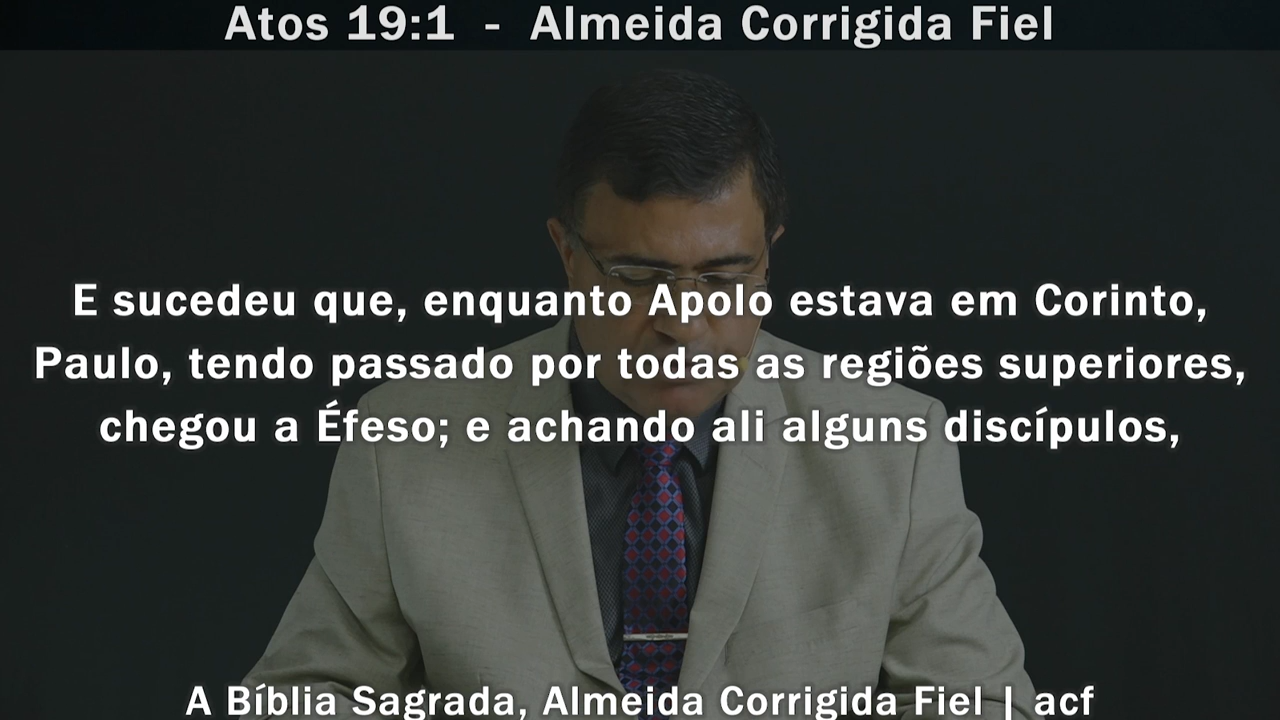 Atos 19:1 - Almeida Corrigida Fiel
E sucedeu que, enquanto Apolo estava em Corinto,
Paulo, tendo passado por todas as regiões superiores,
chegou a Éfeso; e achando ali alguns discípulos,
A Bíblia Sagrada, Almeida Corrigida Fiel | acf